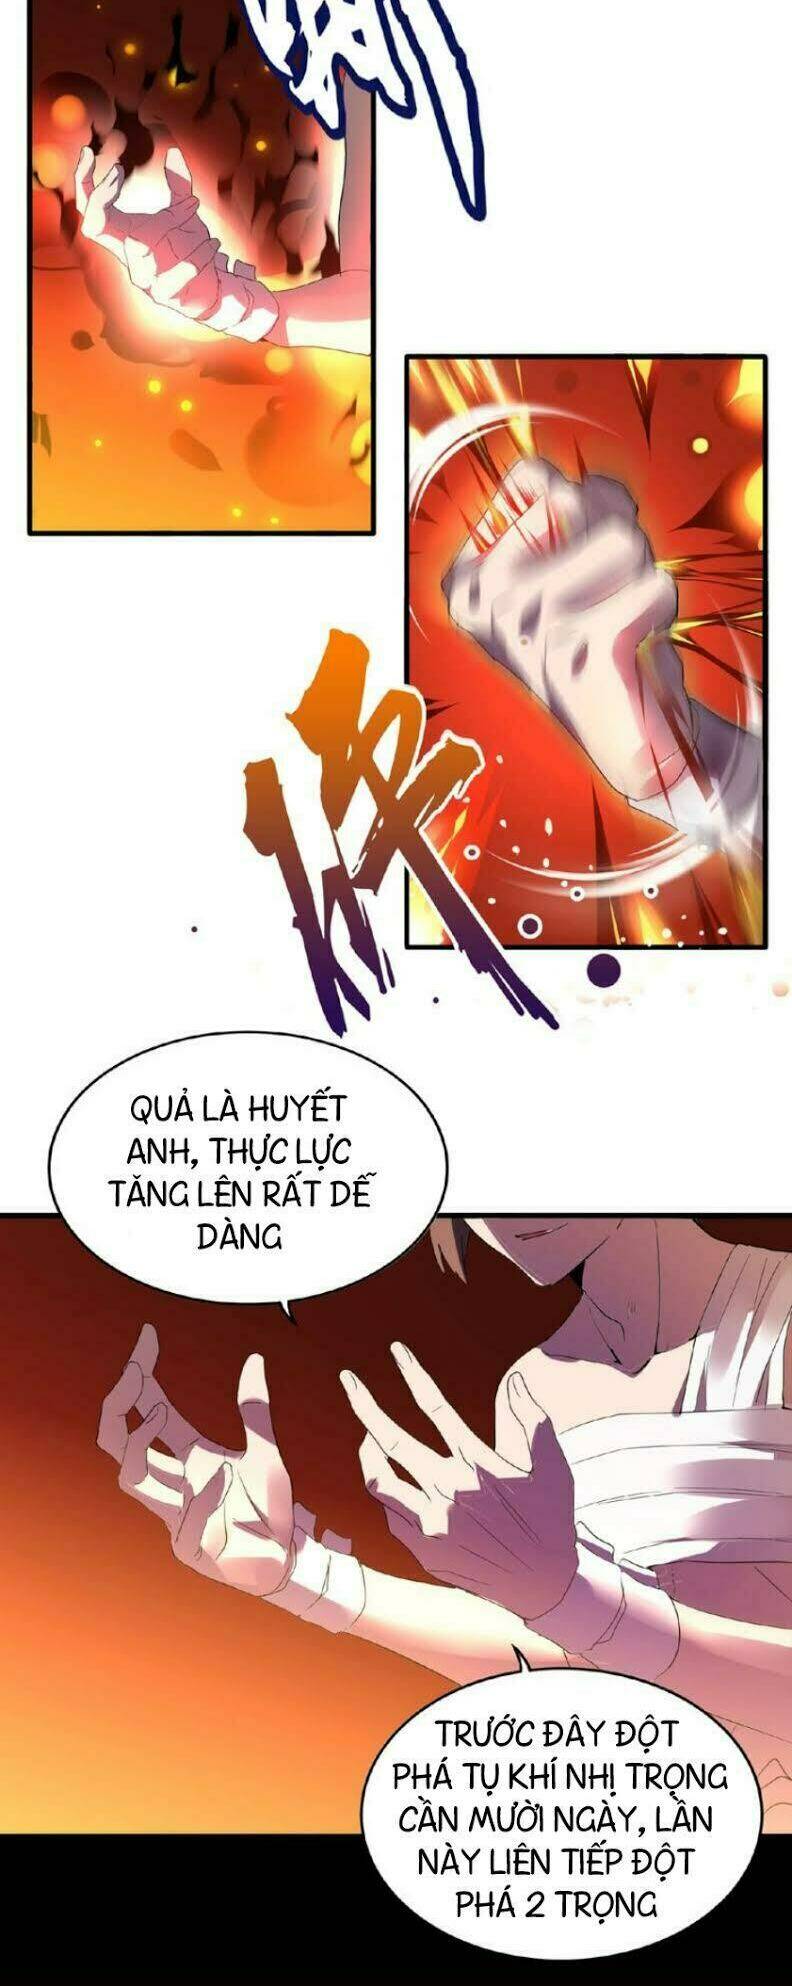 QUẢ LÀ HUYẾT
ANH, THỰC LỰC
TĂNG LÊN RẤT DỄ
DÀNG
TRƯỚC ĐÂY ĐỘT
PHÁ TỤ KHÍ NHỊ TRỌNG
CẦN MƯỜI NGÀY, LẦN
NÀY LIÊN TIẾP ĐỘT
PHÁ 2 TRỌNG